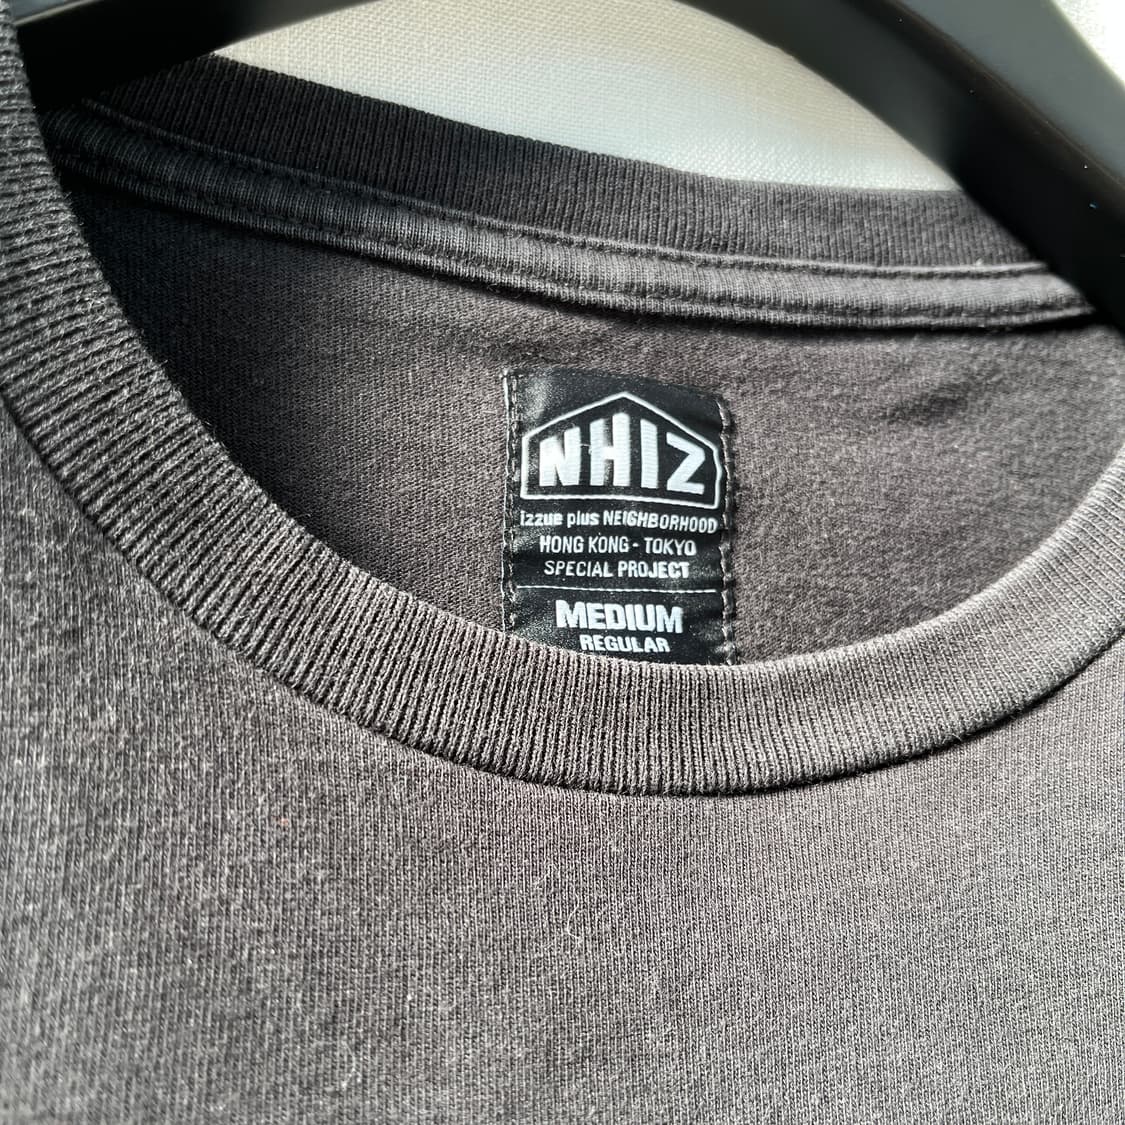 NHIZ
izzue plus NEIGHBORHOOD
HONG KONG - TOKYO
SPECIAL PROJECT
MEDIUM
REGULAR